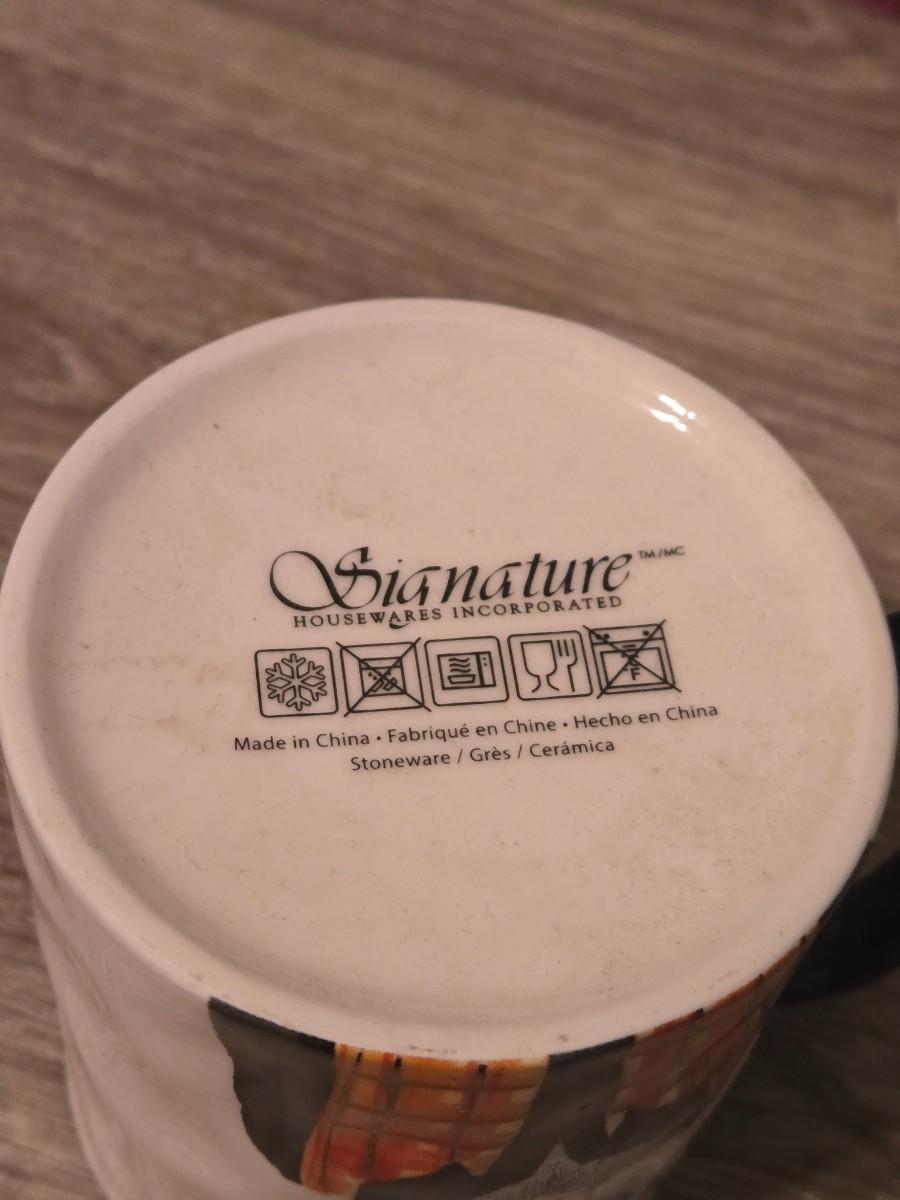 Signature TM/MC
HOUSEWARES INCORPORATED
F
Made in China • Fabriqué en Chine • Hecho en China
Stoneware / Grès / Cerámica